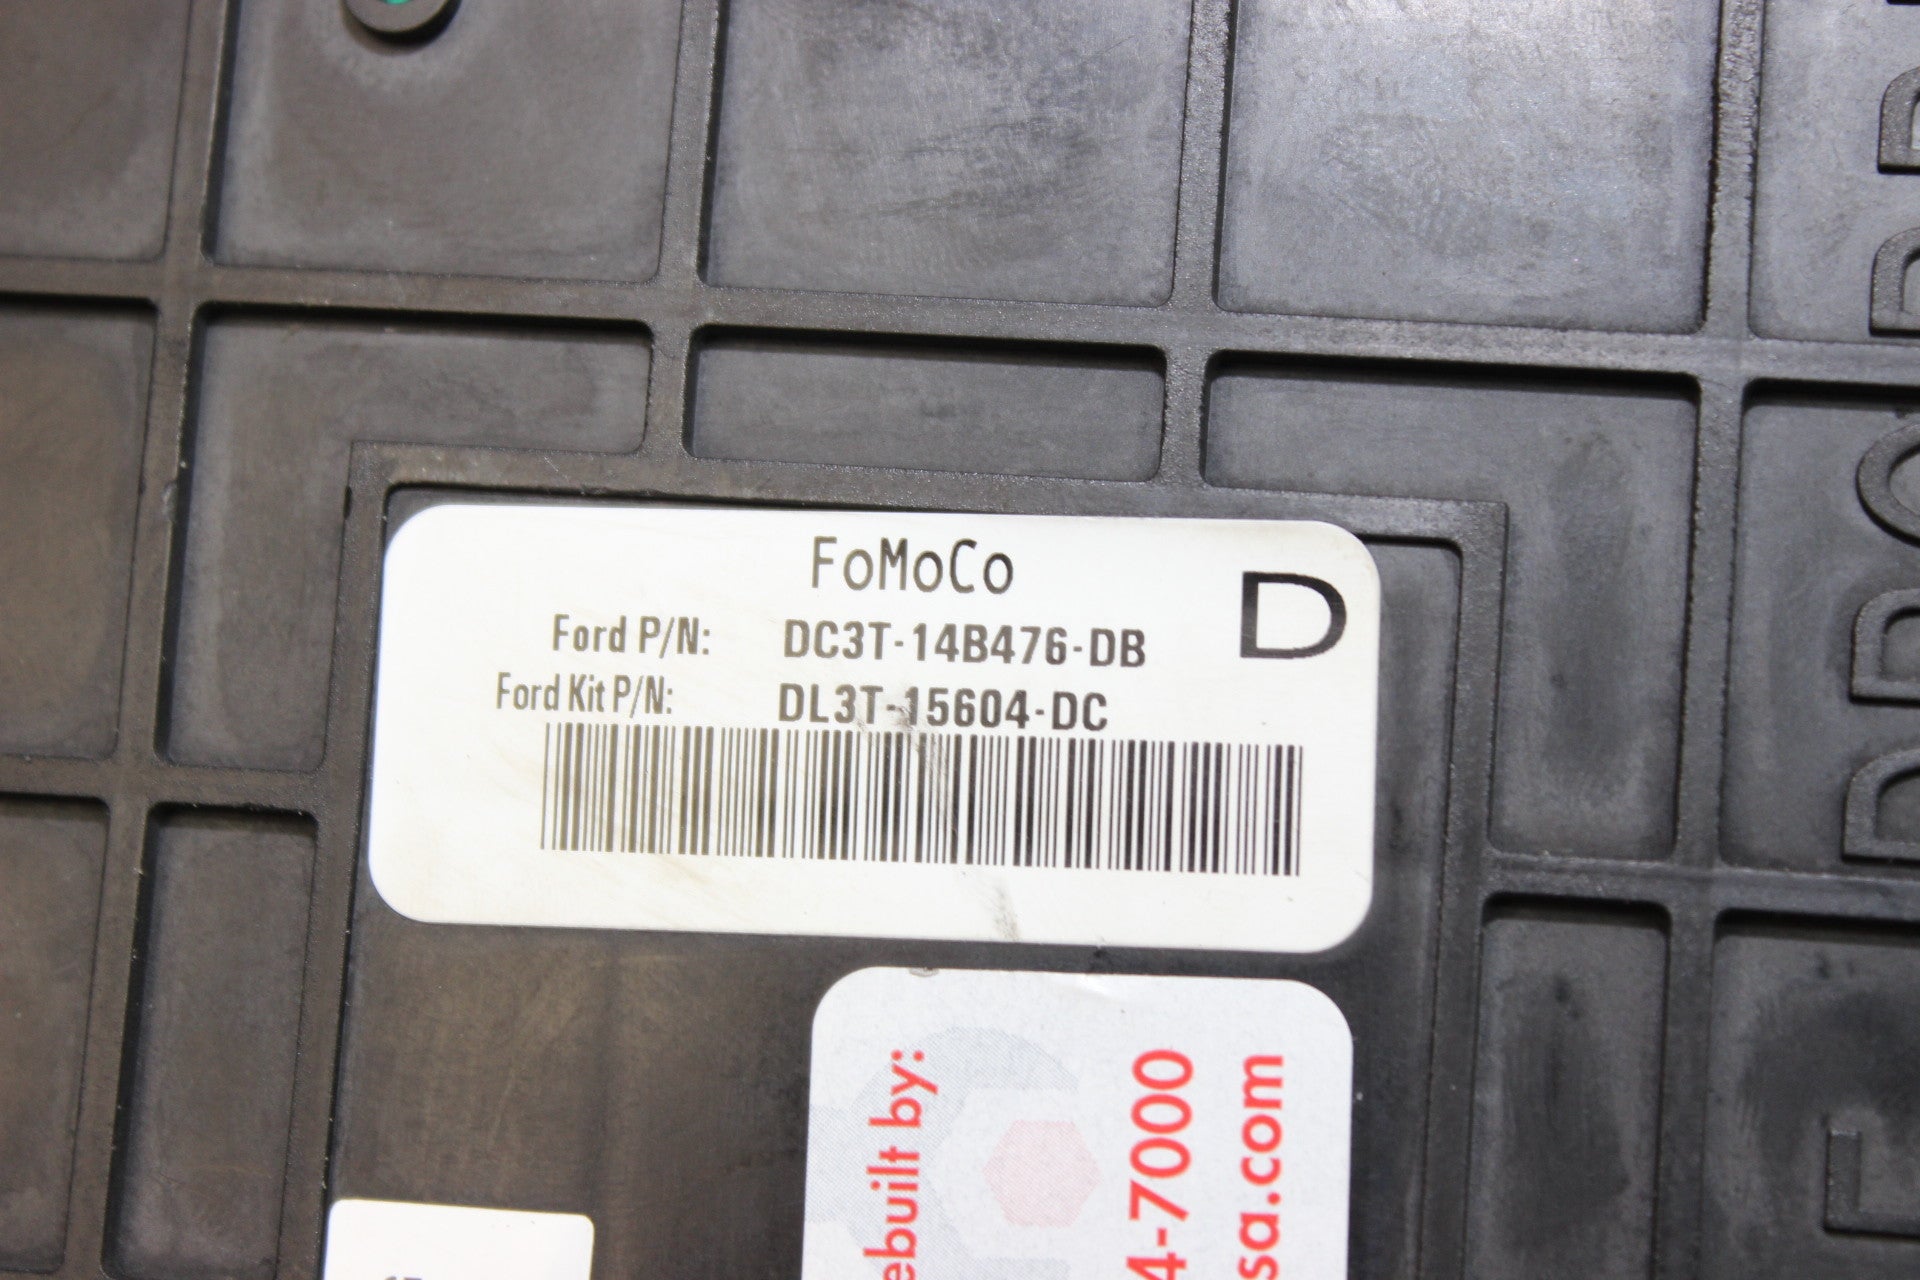 FoMoCo
D
Ford P/N: DC3T-14B476-DB
Ford Kit P/N: DL3T-15604-DC
ebuilt by:
4-7000
sa.com